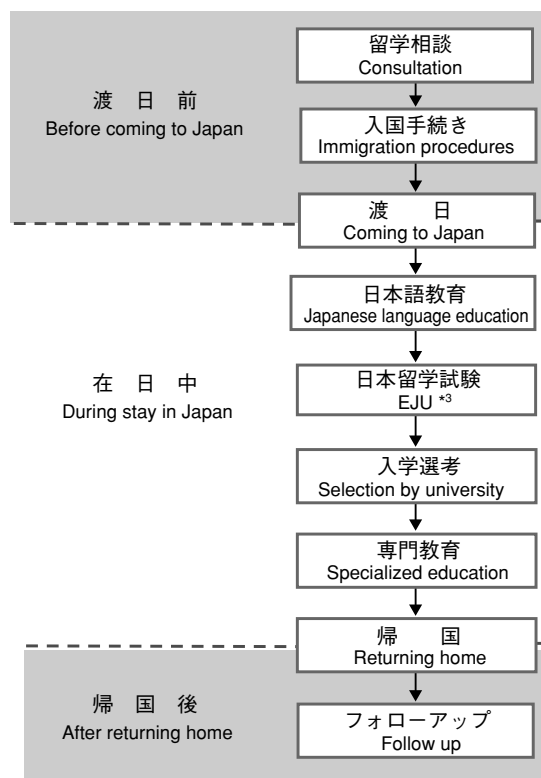 留学相談
Consultation
渡 日 前
Before coming to Japan
入国手続き
Immigration procedures
渡 日
Coming to Japan
日本語教育
Japanese language education
日本留学試験
EJU *3
在 日 中
During stay in Japan
入学選考
Selection by university
専門教育
Specialized education
帰 国
Returning home
帰 国 後
After returning home
フォローアップ
Follow up